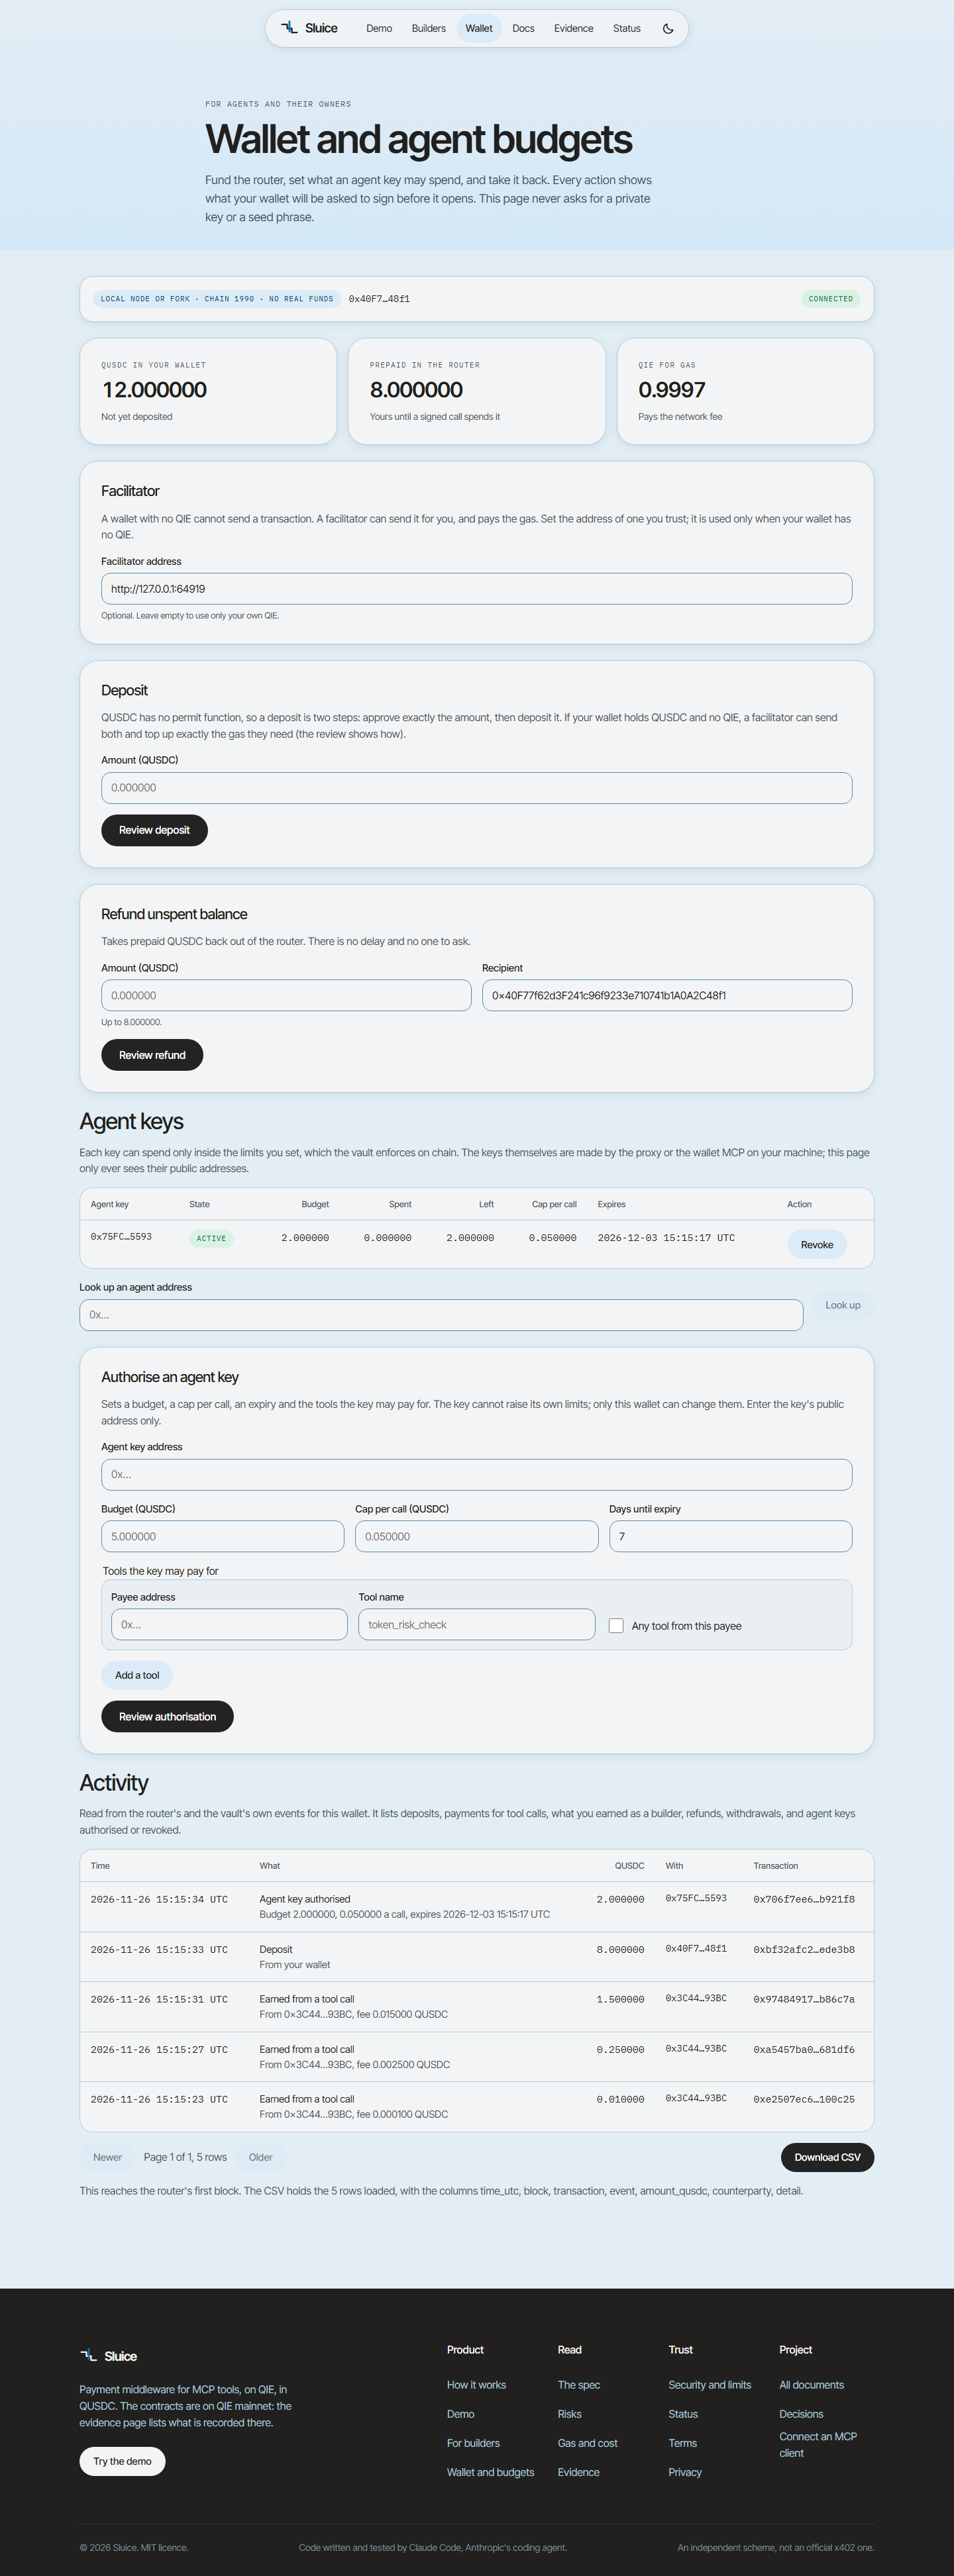 Sluice Demo Builders Wallet Docs Evidence Status
FOR AGENTS AND THEIR OWNERS
Wallet and agent budgets
Fund the router, set what an agent key may spend, and take it back. Every action shows
what your wallet will be asked to sign before it opens. This page never asks for a private
key or a seed phrase.
LOCAL NODE OR FORK · CHAIN 1990 · NO REAL FUNDS 0x40F7…48f1 CONNECTED
QUSDC IN YOUR WALLET
12.000000
Not yet deposited
PREPAID IN THE ROUTER
8.000000
Yours until a signed call spends it
QIE FOR GAS
0.9997
Pays the network fee
Facilitator
A wallet with no QIE cannot send a transaction. A facilitator can send it for you, and pays the gas. Set the address of one you trust; it is used only when your wallet has
no QIE.
Facilitator address
http://127.0.0.1:64919
Optional. Leave empty to use only your own QIE.
Deposit
QUSDC has no permit function, so a deposit is two steps: approve exactly the amount, then deposit it. If your wallet holds QUSDC and no QIE, a facilitator can send
both and top up exactly the gas they need (the review shows how).
Amount (QUSDC)
0.000000
Review deposit
Refund unspent balance
Takes prepaid QUSDC back out of the router. There is no delay and no one to ask.
Amount (QUSDC) Recipient
0.000000 0×40F77f62d3F241c96f9233e710741b1A0A2C48f1
Up to 8.000000.
Review refund
Agent keys
Each key can spend only inside the limits you set, which the vault enforces on chain. The keys themselves are made by the proxy or the wallet MCP on your machine; this page
only ever sees their public addresses.
Agent key State Budget Spent Left Cap per call Expires Action
0x75FC…5593 ACTIVE 2.000000 0.000000 2.000000 0.050000 2026-12-03 15:15:17 UTC Revoke
Look up an agent address
0x… Look up
Authorise an agent key
Sets a budget, a cap per call, an expiry and the tools the key may pay for. The key cannot raise its own limits; only this wallet can change them. Enter the key's public
address only.
Agent key address
0x…
Budget (QUSDC) Cap per call (QUSDC) Days until expiry
5.000000 0.050000 7
Tools the key may pay for
Payee address Tool name
0x… token_risk_check Any tool from this payee
Add a tool
Review authorisation
Activity
Read from the router's and the vault's own events for this wallet. It lists deposits, payments for tool calls, what you earned as a builder, refunds, withdrawals, and agent keys
authorised or revoked.
Time What QUSDC With Transaction
2026-11-26 15:15:34 UTC Agent key authorised 2.000000 0x75FC…5593 0x706f7ee6…b921f8
Budget 2.000000, 0.050000 a call, expires 2026-12-03 15:15:17 UTC
2026-11-26 15:15:33 UTC Deposit 8.000000 0x40F7…48f1 0xbf32afc2…ede3b8
From your wallet
2026-11-26 15:15:31 UTC Earned from a tool call 1.500000 0x3C44…93BC 0x97484917…b86c7a
From 0×3C44…93BC, fee 0.015000 QUSDC
2026-11-26 15:15:27 UTC Earned from a tool call 0.250000 0x3C44…93BC 0xa5457ba0…681df6
From 0×3C44…93BC, fee 0.002500 QUSDC
2026-11-26 15:15:23 UTC Earned from a tool call 0.010000 0x3C44…93BC 0xe2507ec6…100c25
From 0×3C44…93BC, fee 0.000100 QUSDC
Newer Page 1 of 1, 5 rows Older Download CSV
This reaches the router's first block. The CSV holds the 5 rows loaded, with the columns time_utc, block, transaction, event, amount_qusdc, counterparty, detail.
Sluice
Payment middleware for MCP tools, on QIE, in
QUSDC. The contracts are on QIE mainnet: the
evidence page lists what is recorded there.
Try the demo
Product
How it works
Demo
For builders
Wallet and budgets
Read
The spec
Risks
Gas and cost
Evidence
Trust
Security and limits
Status
Terms
Privacy
Project
All documents
Decisions
Connect an MCP
client
© 2026 Sluice. MIT licence. Code written and tested by Claude Code, Anthropic's coding agent. An independent scheme, not an official x402 one.